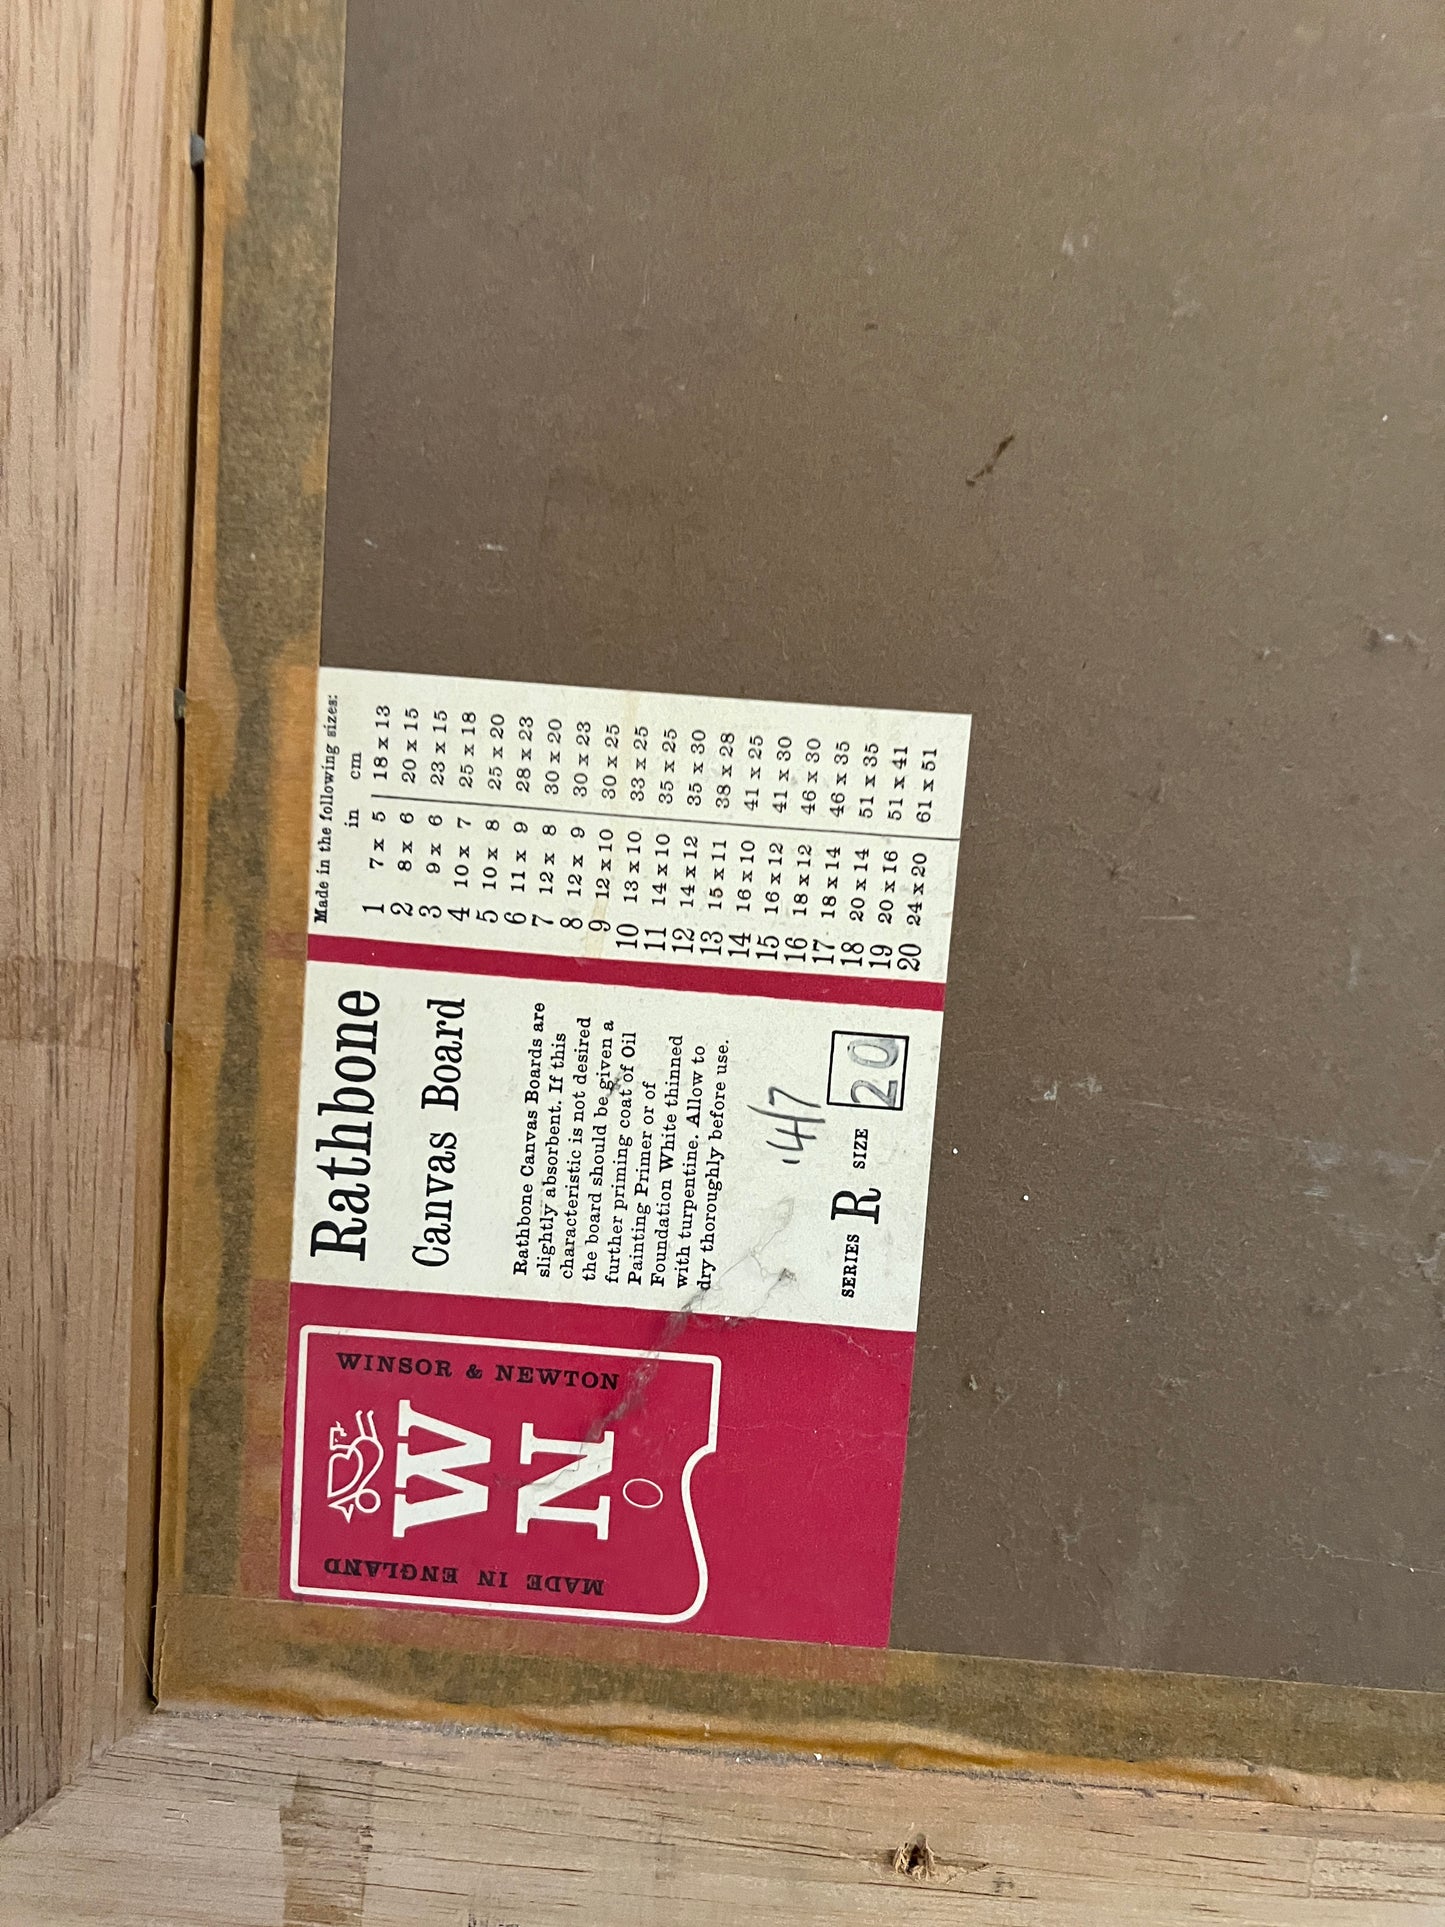 WINSOR & NEWTON
W
N
MADE IN ENGLAND
Rathbone
Canvas Board
Rathbone Canvas Boards are
slightly absorbent. If this
characteristic is not desired
the board should be given a
further priming coat of Oil
Painting Primer or of
Foundation White thinned
with turpentine. Allow to
dry thoroughly before use.
14/7
SERIES R SIZE 20
Made in the following sizes:
in cm
1 7 x 5 18 x 13
2 8 x 6 20 x 15
3 9 x 6 23 x 15
4 10 x 7 25 x 18
5 10 x 8 25 x 20
6 11 x 9 28 x 23
7 12 x 8 30 x 20
8 12 x 9 30 x 23
9 12 x 10 30 x 25
10 13 x 10 33 x 25
11 14 x 10 35 x 25
12 14 x 12 35 x 30
13 15 x 11 38 x 28
14 16 x 10 41 x 25
15 16 x 12 41 x 30
16 18 x 12 46 x 30
17 18 x 14 46 x 35
18 20 x 14 51 x 35
19 20 x 16 51 x 41
20 24 x 20 61 x 51